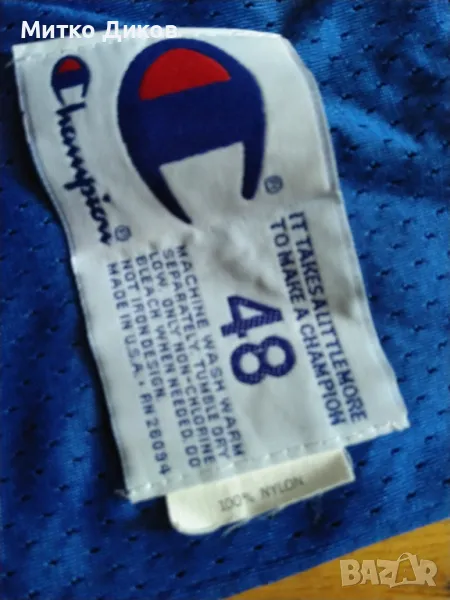 Митко Диков
Champion®
®
IT TAKES A LITTLE MORE
TO MAKE A CHAMPION
48
MACHINE WASH WARM
SEPARATELY TUMBLE DRY
LOW. ONLY NON-CHLORINE
BLEACH WHEN NEEDED. DO
NOT IRON DESIGN.
MADE IN U.S.A. • RN 26094
100% NYLON
BAZAR